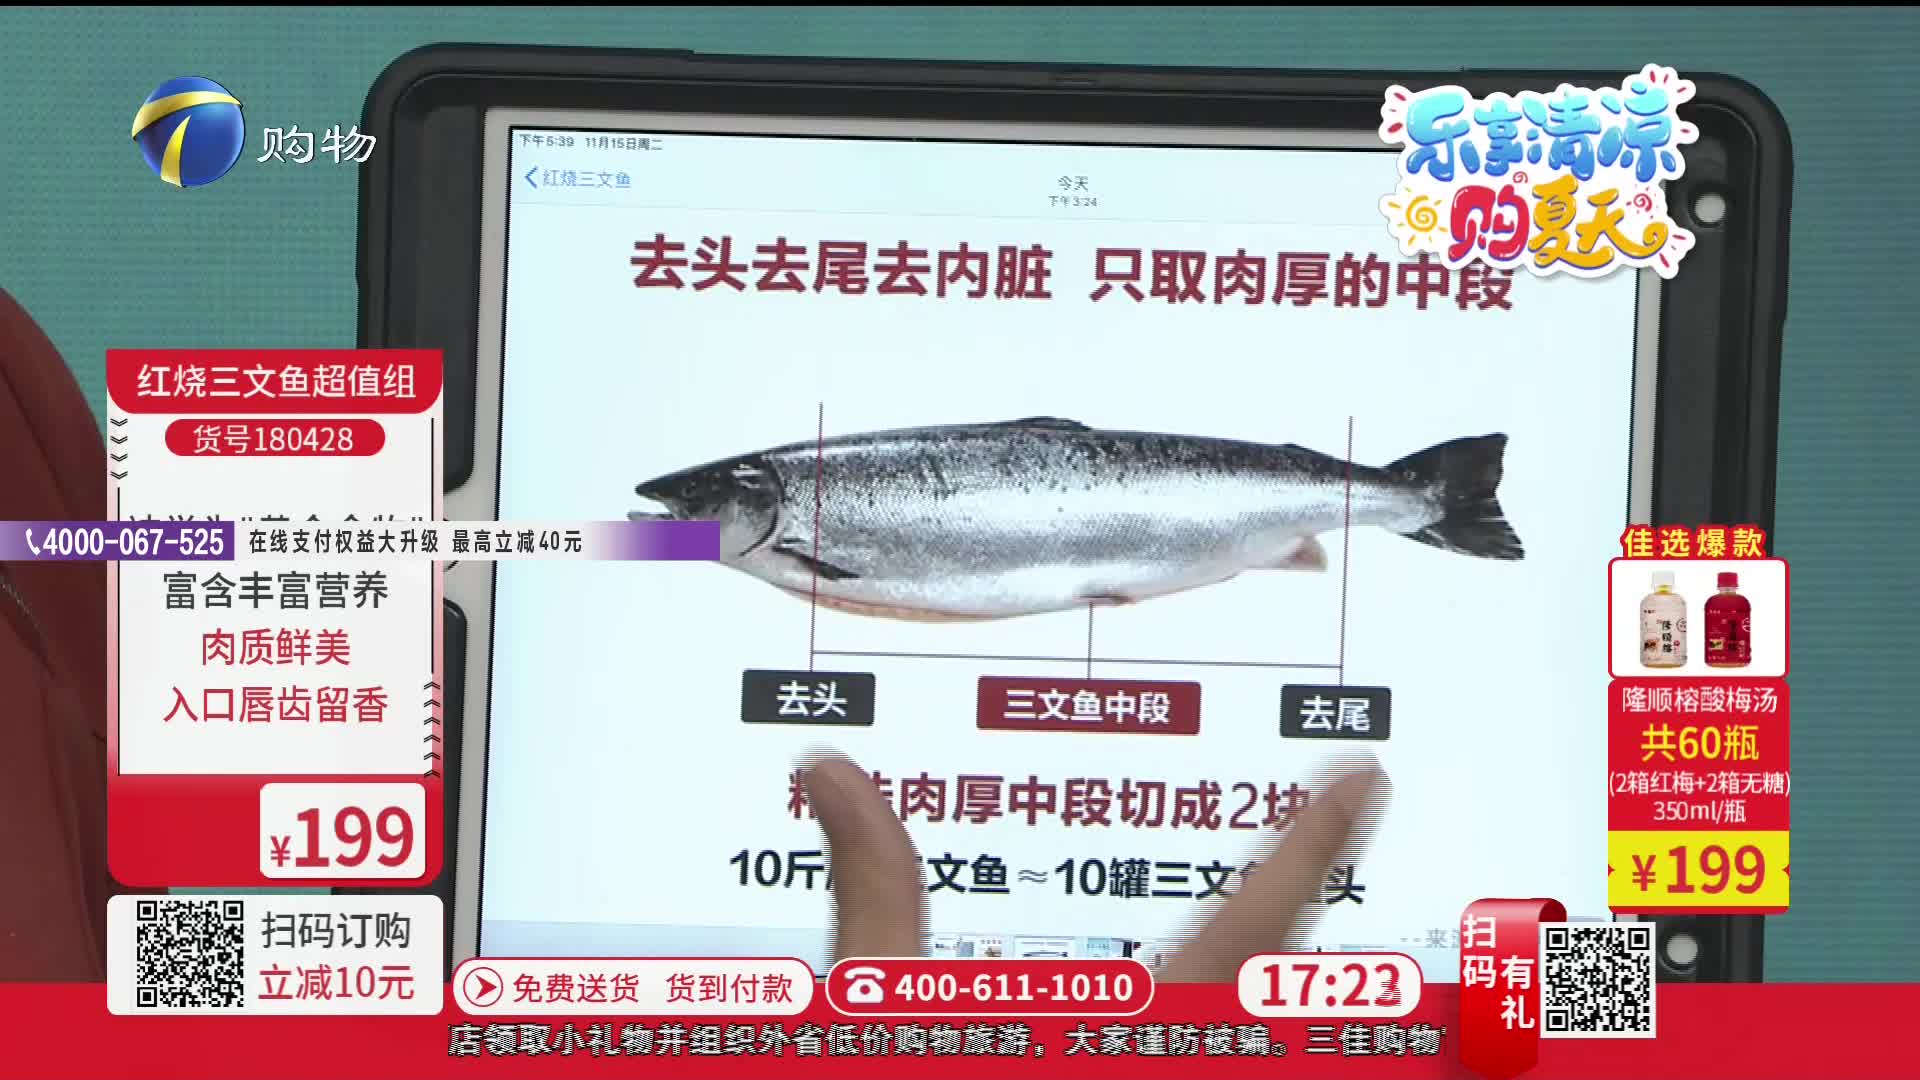 购物
乐享清凉
购夏天
下午5:39 11月15日周二
红烧三文鱼
今天
下午3:24
去头去尾去内脏 只取肉厚的中段
去头
三文鱼中段
去尾
肉厚中段切成2块
10斤 三文鱼≈10罐三文 头
红烧三文鱼超值组
货号180428
4000-067-525 在线支付权益大升级 最高立减40元
富含丰富营养
肉质鲜美
入口唇齿留香
¥199
扫码订购
立减10元
佳选爆款
隆顺榕酸梅汤
共60瓶
(2箱红梅+2箱无糖)
350ml/瓶
¥199
扫码有礼
免费送货 货到付款
400-611-1010
17:23
店领取小礼物并组织外省低价购物旅游，大家谨防被骗。三佳购物